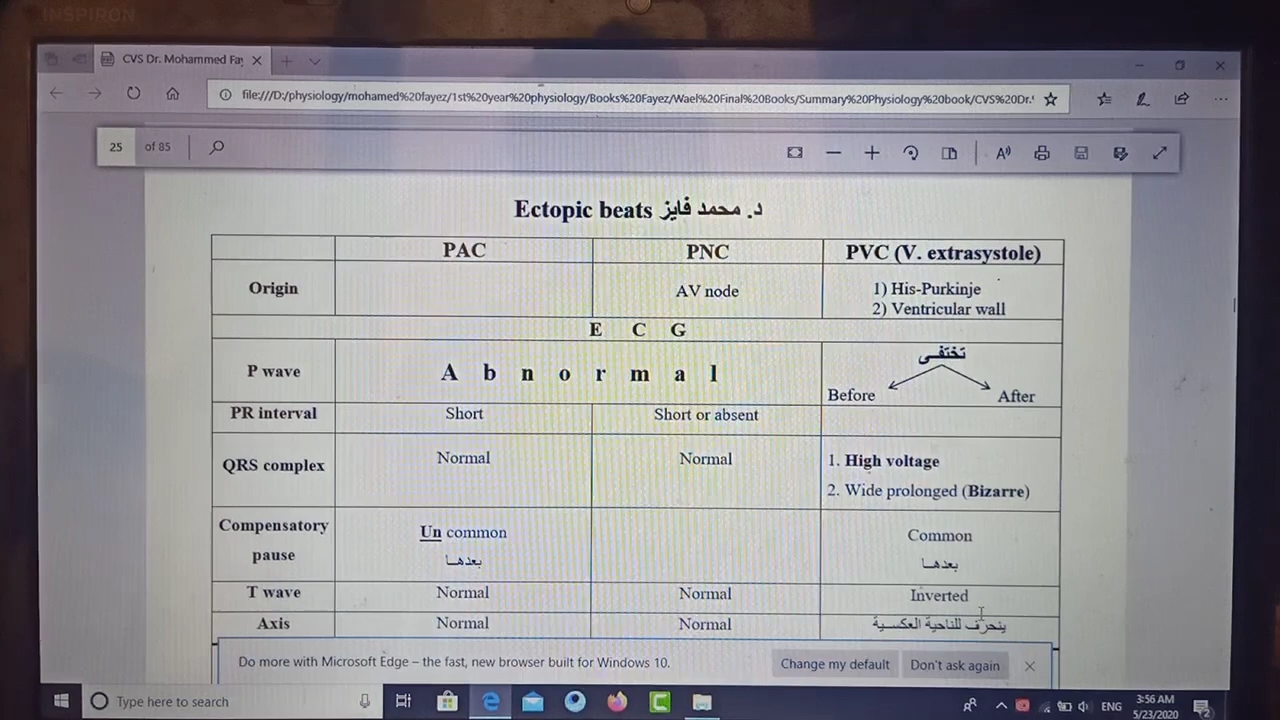 INSPIRON
CVS Dr. Mohammed Fay
file:///D:/physiology/mohamed%20fayez/1st%20year%20physiology/Books%20Fayez/Wael%20Final%20Books/Summary%20Physiology%20book/CVS%20Dr.
25 of 85
Ectopic beats د. محمد فايز
PAC PNC PVC (V. extrasystole)
Origin AV node 1) His-Purkinje
2) Ventricular wall
E C G
P wave A b n o r m a l تختفى
Before After
PR interval Short Short or absent
QRS complex Normal Normal 1. High voltage
2. Wide prolonged (Bizarre)
Compensatory pause Un common Common
بعدها بعدها
T wave Normal Normal Inverted
Axis Normal Normal ينحرف للناحية العكسية
Do more with Microsoft Edge – the fast, new browser built for Windows 10. Change my default Don't ask again
Type here to search ENG 3:56 AM
5/23/2020 2